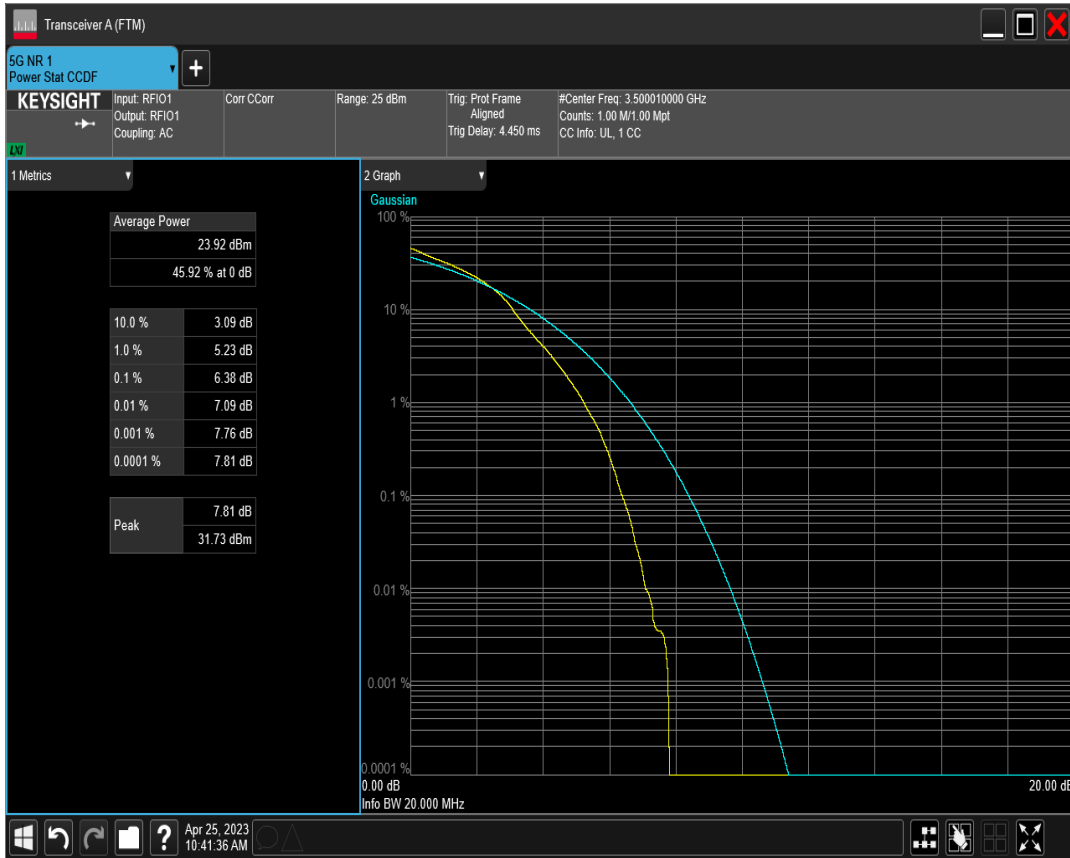 Transceiver A (FTM)
5G NR 1
Power Stat CCDF
+
KEYSIGHT
LXI
Input: RFIO1
Output: RFIO1
Coupling: AC
Corr CCorr
Range: 25 dBm
Trig: Prot Frame
Aligned
Trig Delay: 4.450 ms
#Center Freq: 3.500010000 GHz
Counts: 1.00 M/1.00 Mpt
CC Info: UL, 1 CC
1 Metrics
Average Power
23.92 dBm
45.92 % at 0 dB
10.0 % 3.09 dB
1.0 % 5.23 dB
0.1 % 6.38 dB
0.01 % 7.09 dB
0.001 % 7.76 dB
0.0001 % 7.81 dB
Peak 7.81 dB
31.73 dBm
2 Graph
Gaussian
100 %
10 %
1 %
0.1 %
0.01 %
0.001 %
0.0001 %
0.00 dB 20.00 dB
Info BW 20.000 MHz
? Apr 25, 2023
10:41:36 AM